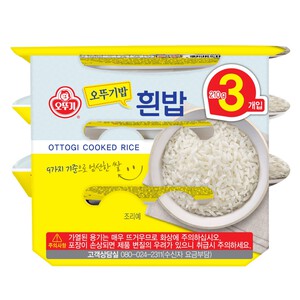 오뚜기
오뚜기밥
흰밥
210g 3 개입
OTTOGI COOKED RICE
9가지 기준으로 엄선한 쌀
조리예
주의사항
가열된 용기는 매우 뜨거우므로 화상에 주의하십시오.
포장이 손상되면 제품 변질의 우려가 있으니 취급시 주의하세요.
고객상담실 080-024-2311(수신자 요금부담)